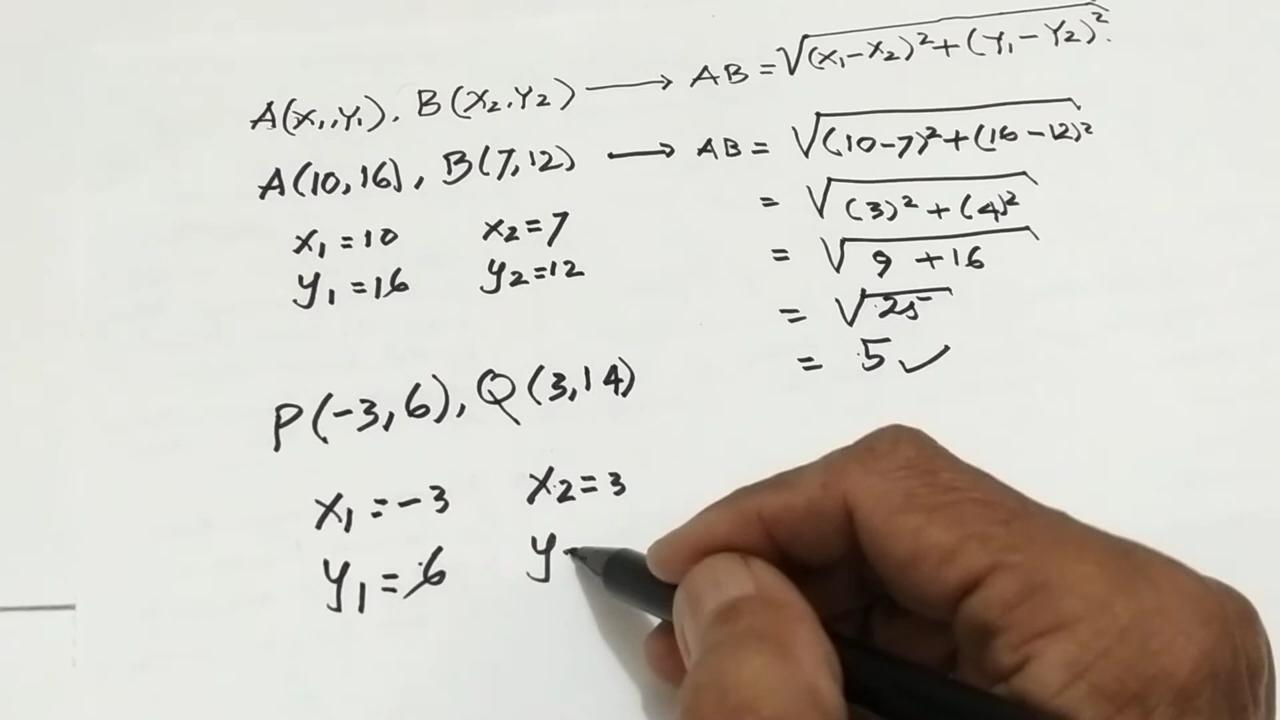 A(x₁,y₁), B(x₂,y₂) ⟶ AB = √((x₁-x₂)² + (y₁-y₂)²)
A(10,16), B(7,12) ⟶ AB = √((10-7)² + (16-12)²)
= √((3)² + (4)²)
x₁ = 10 x₂ = 7
= √(9 + 16)
y₁ = 16 y₂ = 12
= √25
= 5 ✓
P(-3,6), Q(3,14)
x₁ = -3 x₂ = 3
y₁ = 6 y